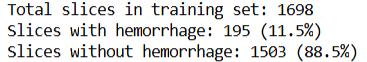 Total slices in training set: 1698
Slices with hemorrhage: 195 (11.5%)
Slices without hemorrhage: 1503 (88.5%)